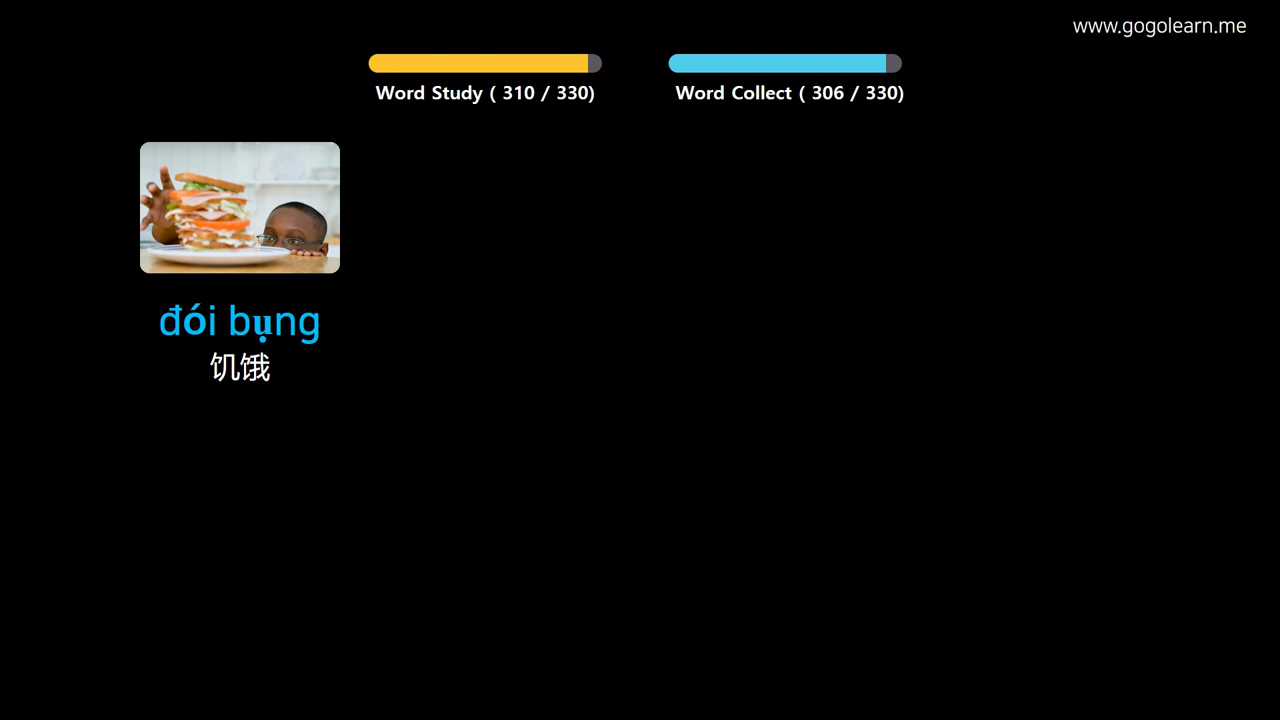 www.gogolearn.me
Word Study ( 310 / 330)
Word Collect ( 306 / 330)
đói bụng
饥饿